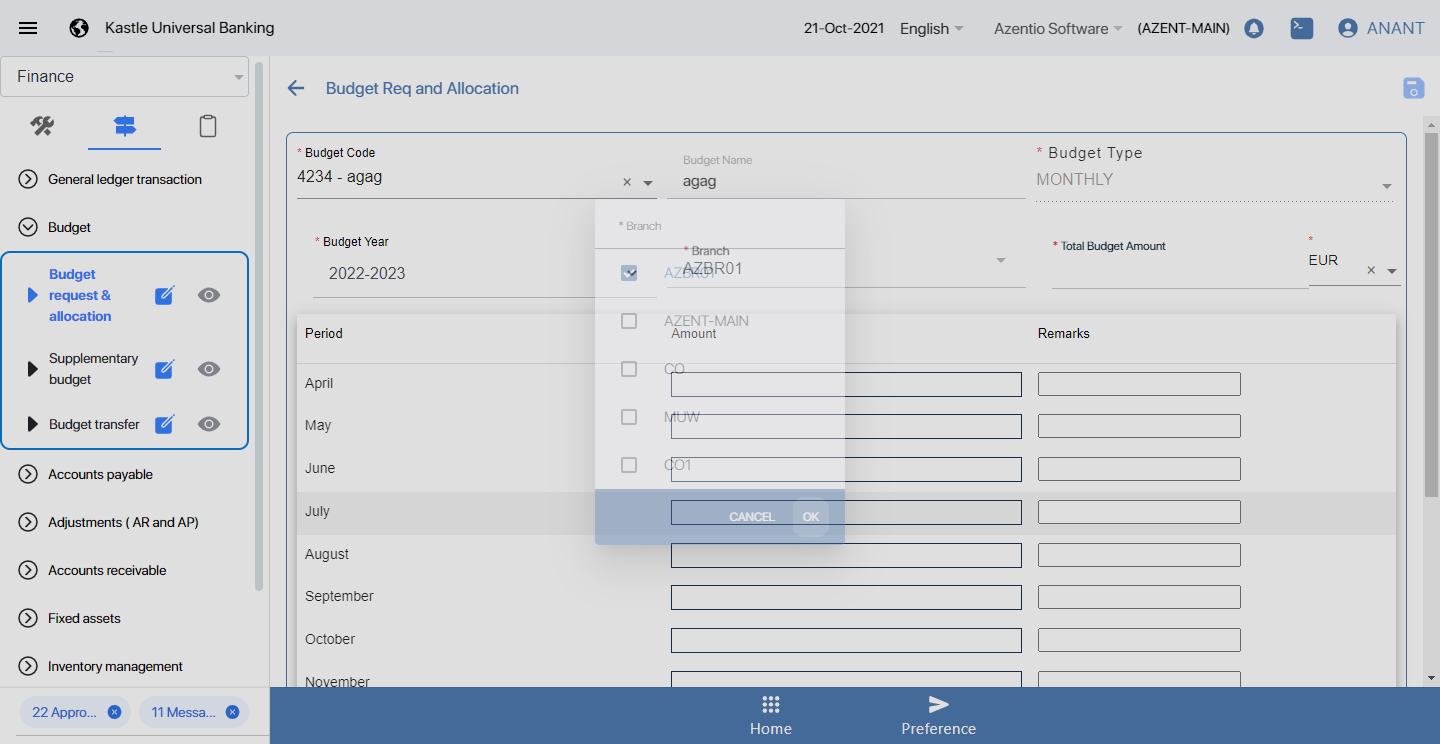 Kastle Universal Banking
21-Oct-2021
English
Azentio Software
(AZENT-MAIN)
ANANT
Finance
General ledger transaction
Budget
Budget
request &
allocation
Supplementary
budget
Budget transfer
Accounts payable
Adjustments ( AR and AP)
Accounts receivable
Fixed assets
Inventory management
22 Appro...
11 Messa...
Budget Req and Allocation
* Budget Code
4234 - agag
Budget Name
agag
* Budget Type
MONTHLY
* Budget Year
2022-2023
* Branch
AZBR01
* Total Budget Amount
*
EUR
* Branch
AZBR01
AZENT-MAIN
CO
MUW
CO1
CANCEL
OK
Period
Amount
Remarks
April
May
June
July
August
September
October
November
Home
Preference